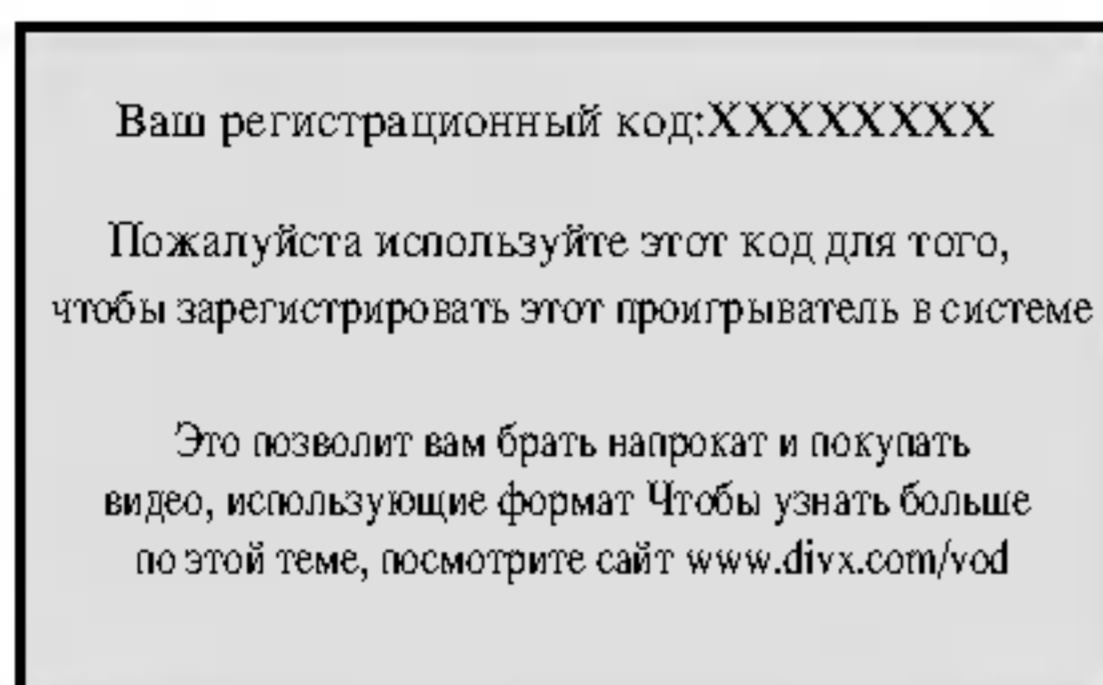 Ваш регистрационный код:XXXXXXXX
Пожалуйста используйте этот код для того,
чтобы зарегистрировать этот проигрыватель в системе
Это позволит вам брать напрокат и покупать
видео, использующие формат Чтобы узнать больше
по этой теме, посмотрите сайт www.divx.com/vod